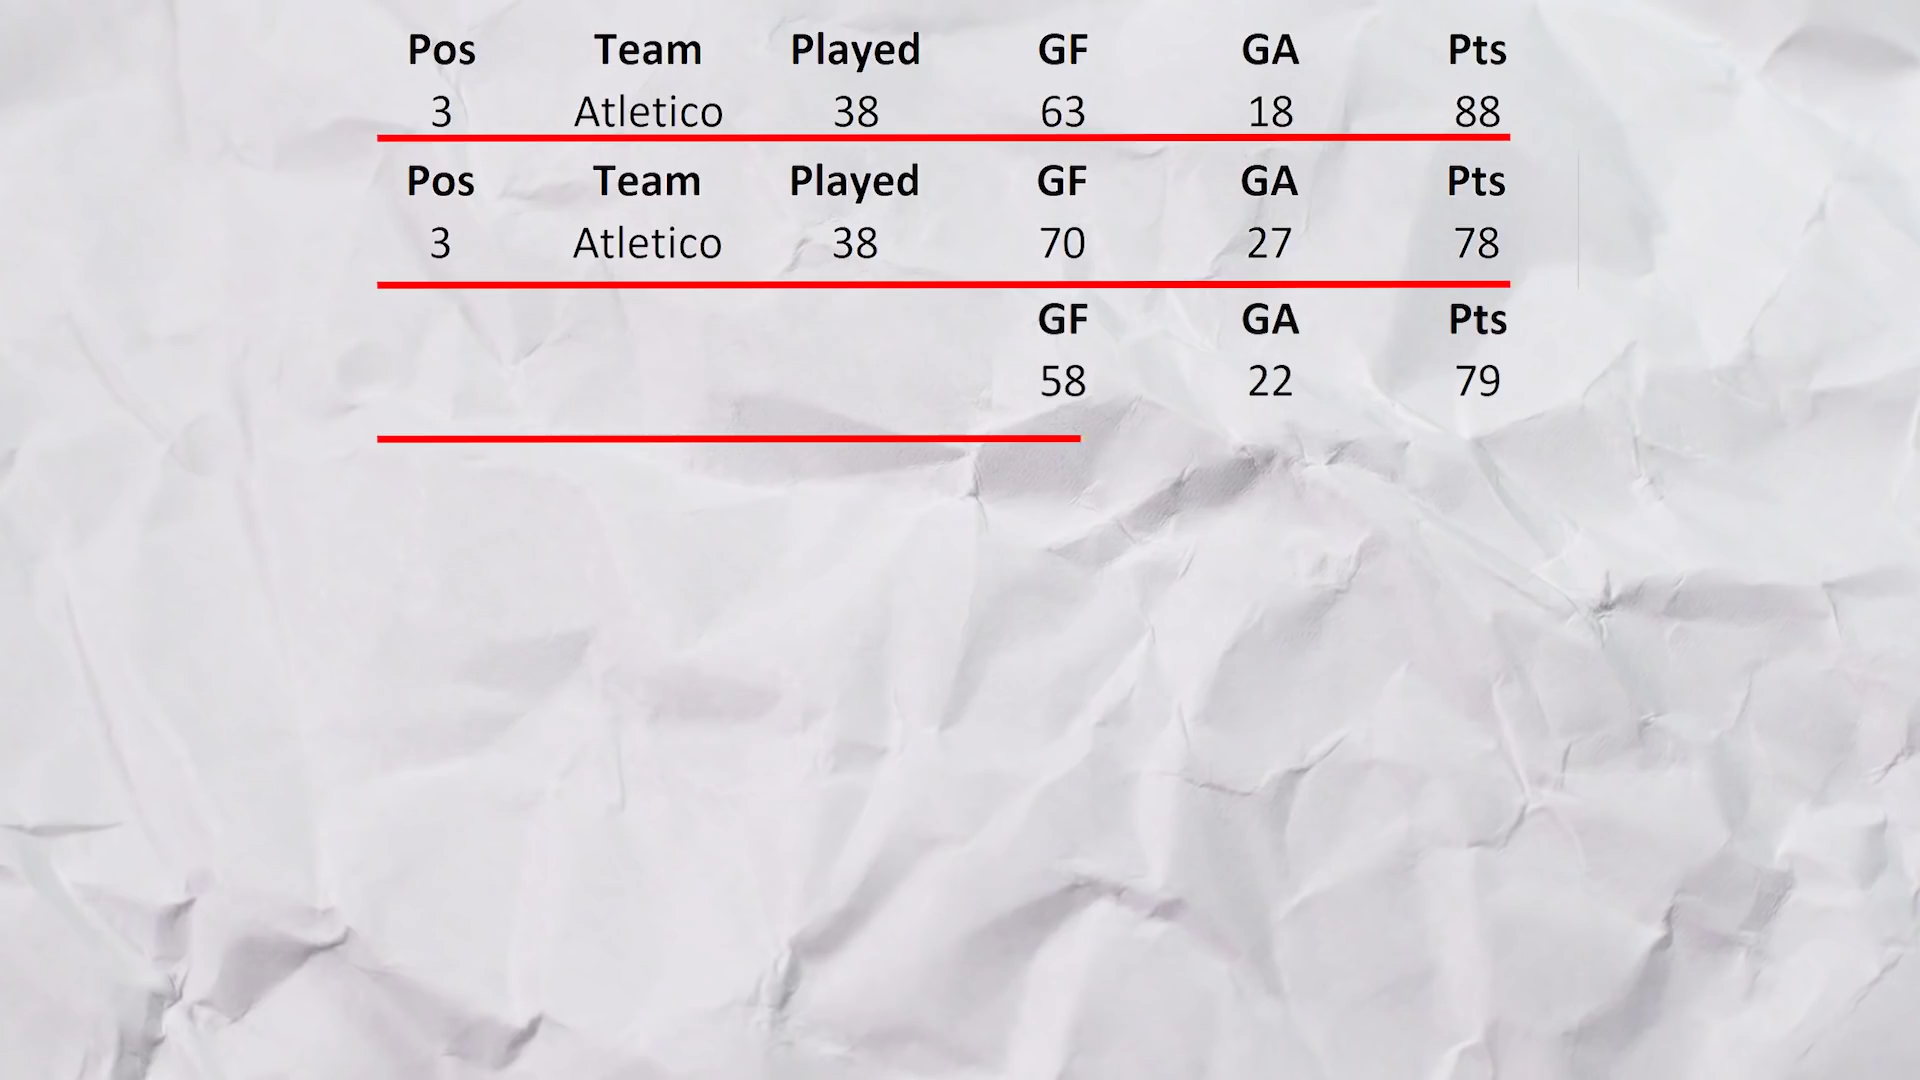 Pos Team Played GF GA Pts
3 Atletico 38 63 18 88
Pos Team Played GF GA Pts
3 Atletico 38 70 27 78
GF GA Pts
58 22 79